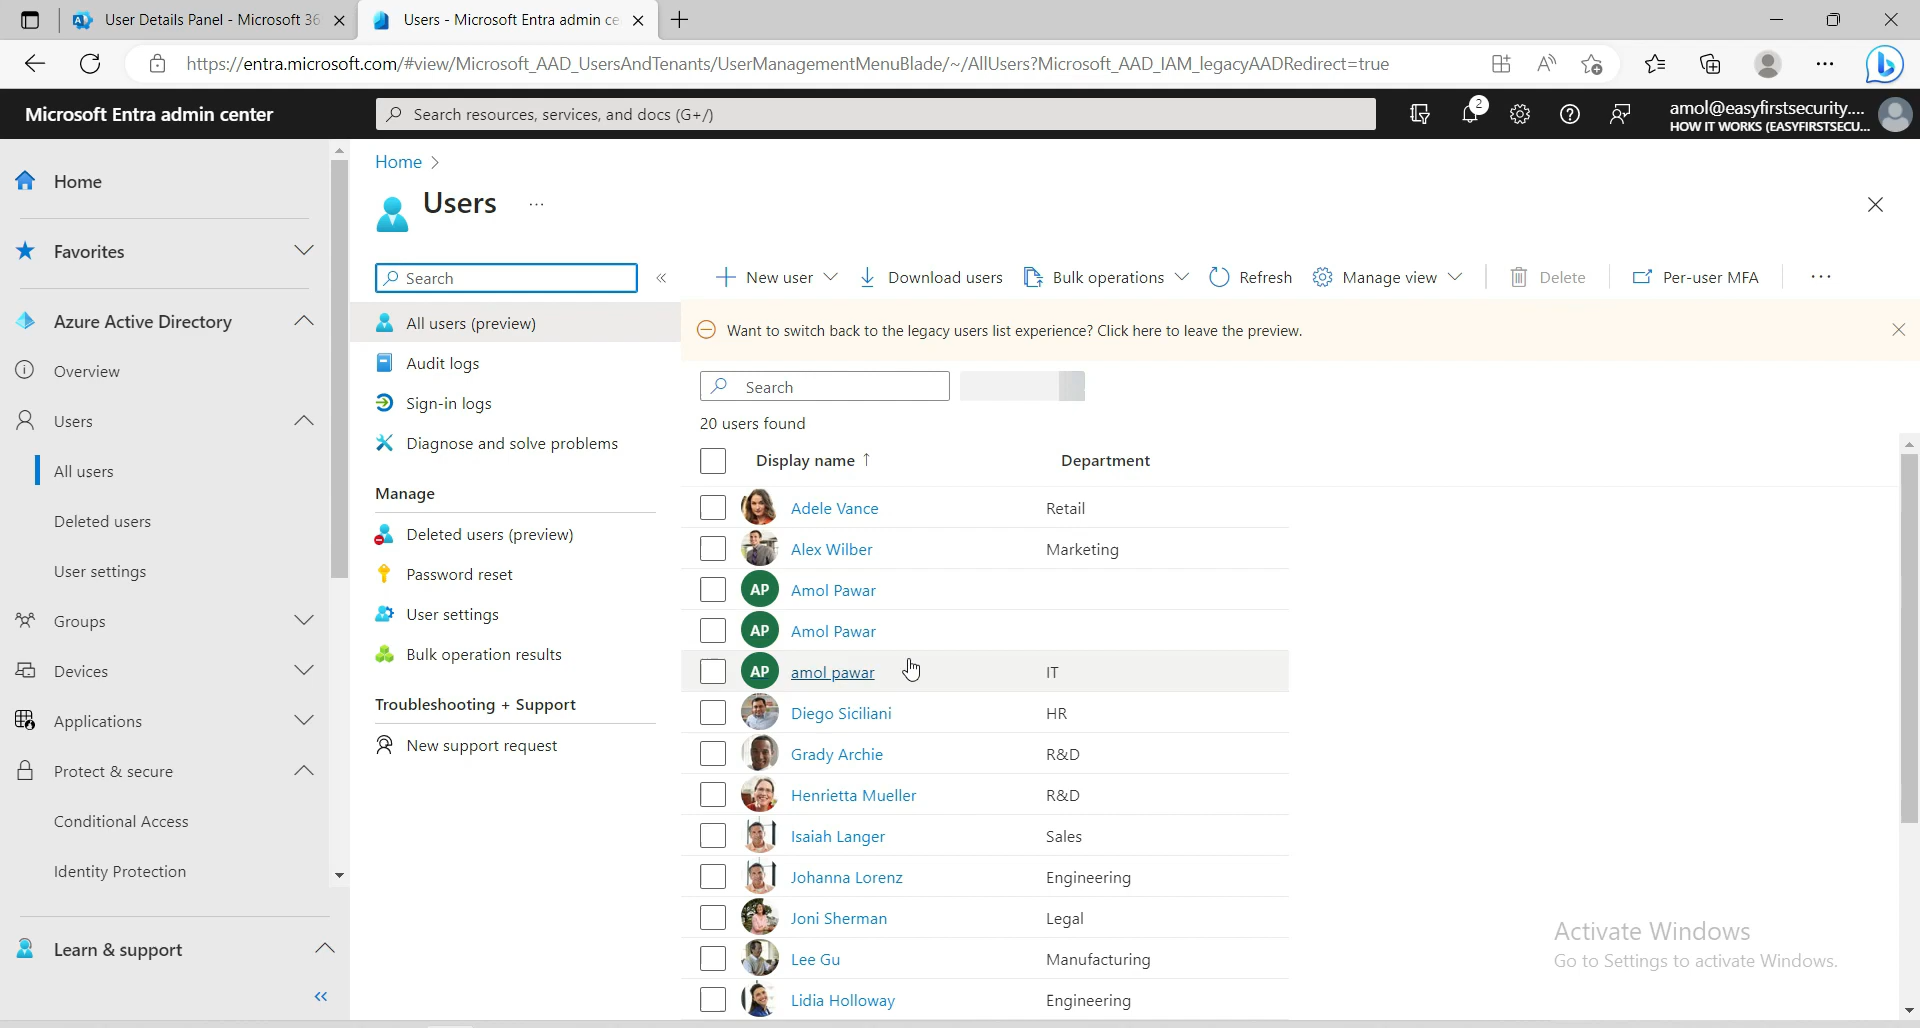 User Details Panel - Microsoft 36
Users - Microsoft Entra admin ce
https://entra.microsoft.com/#view/Microsoft_AAD_UsersAndTenants/UserManagementMenuBlade/~/AllUsers?Microsoft_AAD_IAM_legacyAADRedirect=true
Microsoft Entra admin center
Search resources, services, and docs (G+/)
2
amol@easyfirstsecurity....
HOW IT WORKS (EASYFIRSTSECU...
Home
Favorites
Azure Active Directory
Overview
Users
All users
Deleted users
User settings
Groups
Devices
Applications
Protect & secure
Conditional Access
Identity Protection
Learn & support
Home
Users
Search
All users (preview)
Audit logs
Sign-in logs
Diagnose and solve problems
Manage
Deleted users (preview)
Password reset
User settings
Bulk operation results
Troubleshooting + Support
New support request
New user Download users Bulk operations Refresh Manage view Delete Per-user MFA
Want to switch back to the legacy users list experience? Click here to leave the preview.
Search
20 users found
Display name ↑ Department
Adele Vance Retail
Alex Wilber Marketing
AP Amol Pawar
AP Amol Pawar
AP amol pawar IT
Diego Siciliani HR
Grady Archie R&D
Henrietta Mueller R&D
Isaiah Langer Sales
Johanna Lorenz Engineering
Joni Sherman Legal
Lee Gu Manufacturing
Lidia Holloway Engineering
Activate Windows
Go to Settings to activate Windows.